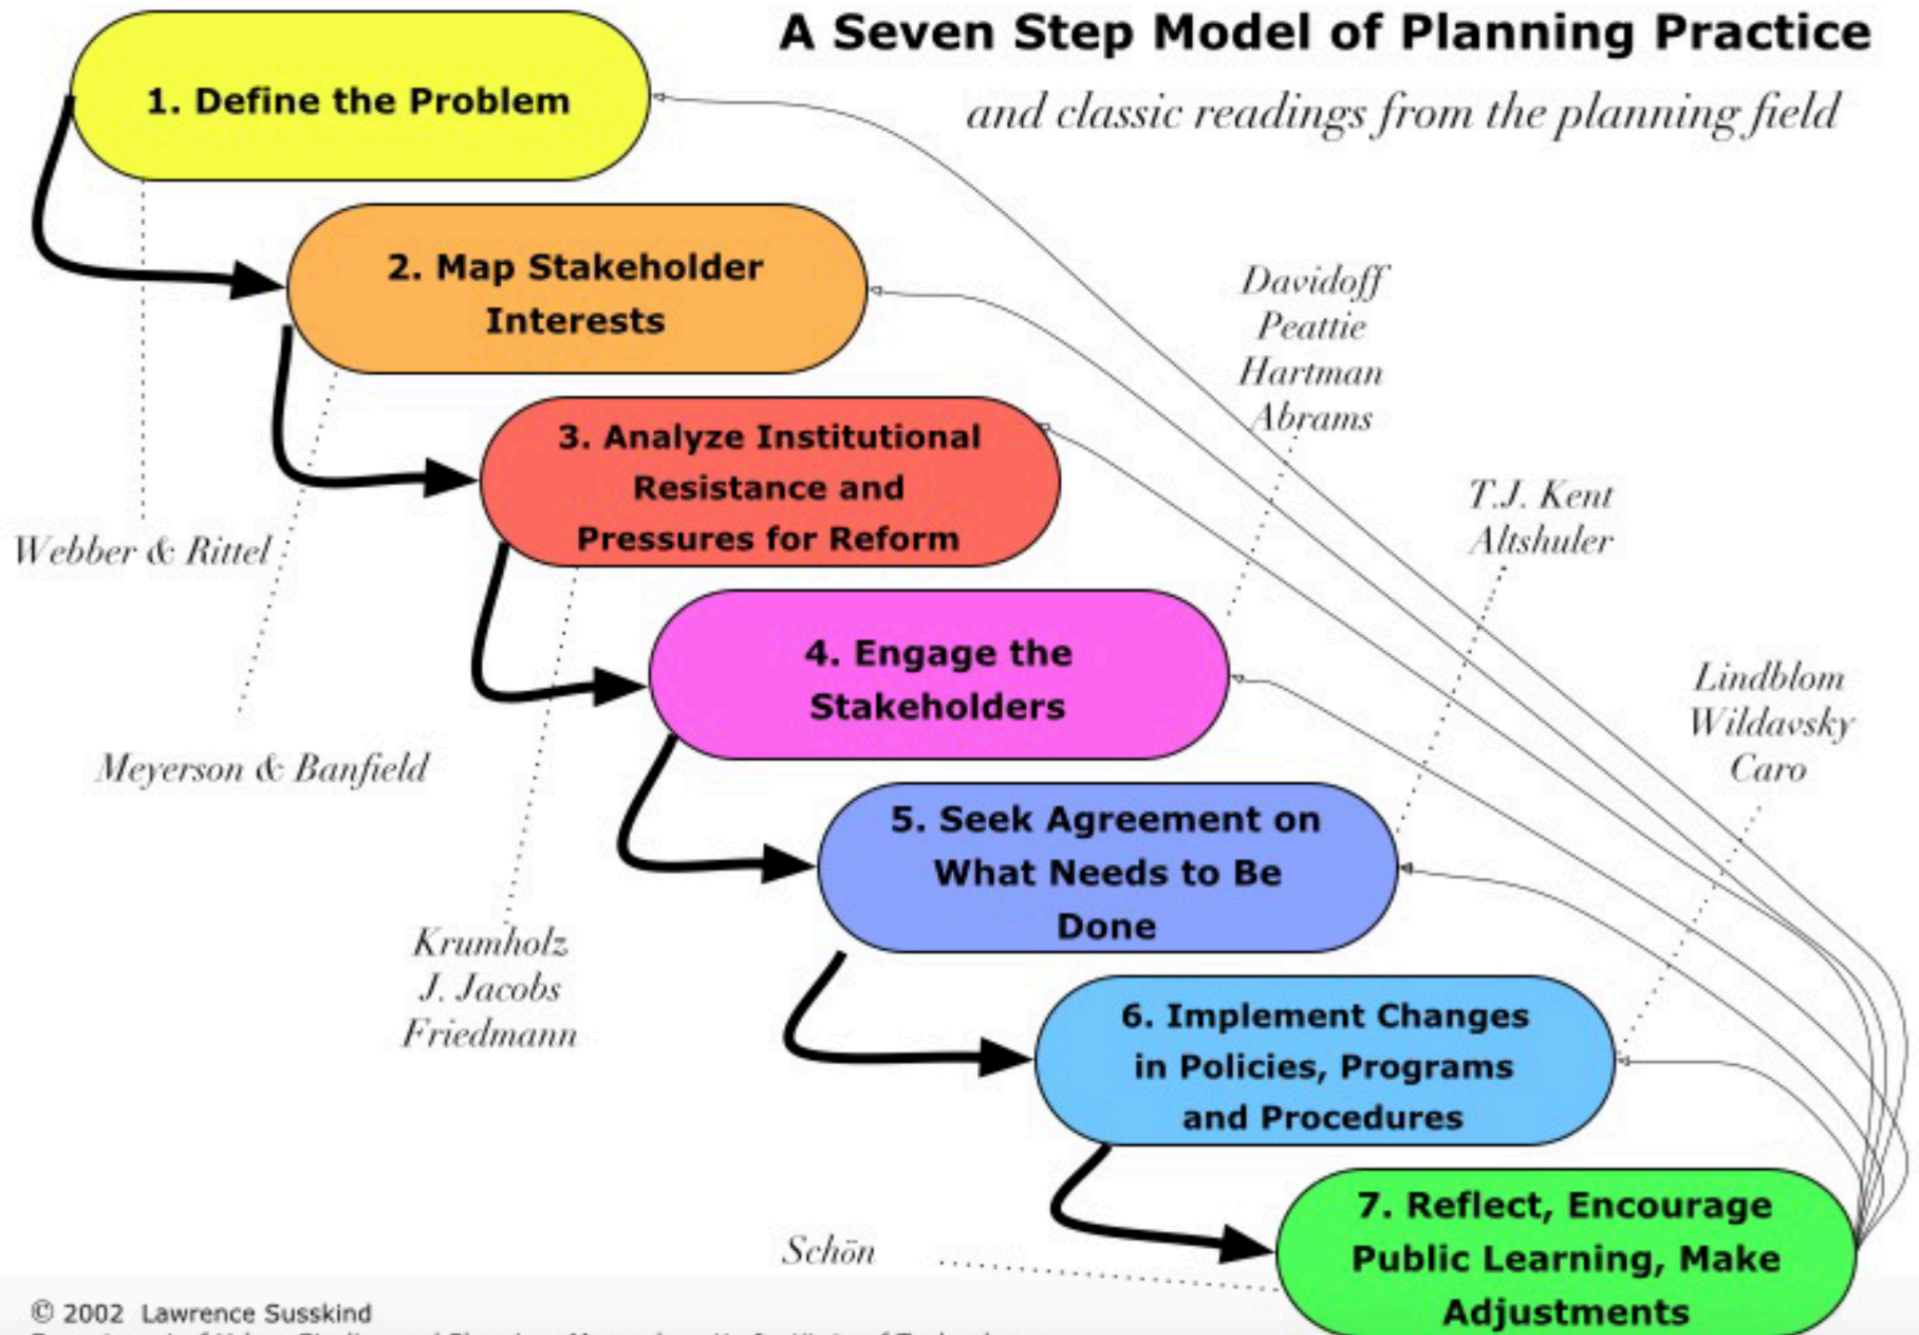 A Seven Step Model of Planning Practice
and classic readings from the planning field
1. Define the Problem
2. Map Stakeholder
Interests
3. Analyze Institutional
Resistance and
Pressures for Reform
4. Engage the
Stakeholders
5. Seek Agreement on
What Needs to Be
Done
6. Implement Changes
in Policies, Programs
and Procedures
7. Reflect, Encourage
Public Learning, Make
Adjustments
Webber & Rittel
Meyerson & Banfield
Krumholz
J. Jacobs
Friedmann
Davidoff
Peattie
Hartman
Abrams
T.J. Kent
Altshuler
Lindblom
Wildavsky
Caro
Schön
© 2002 Lawrence Susskind